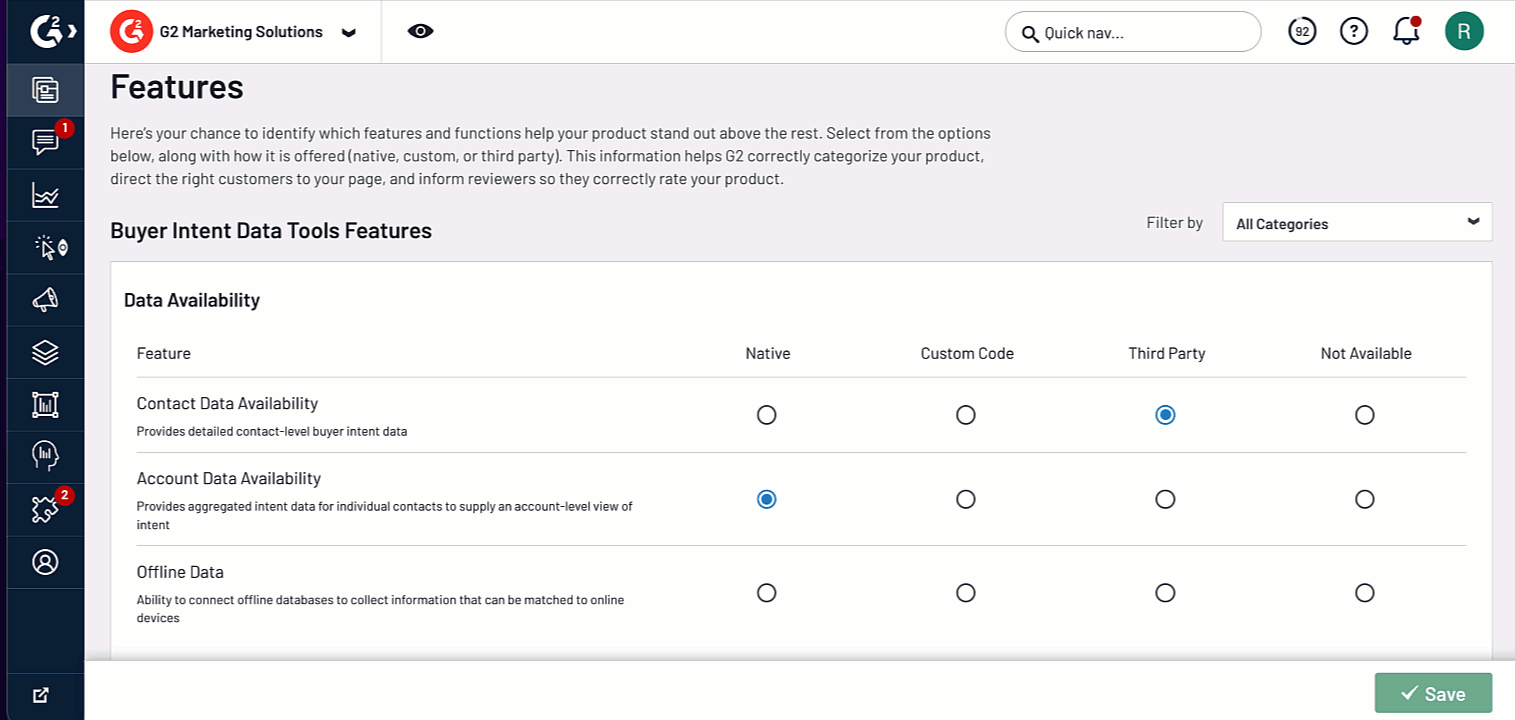 G2 Marketing Solutions
Quick nav...
92
?
R
1
2
Features
Here's your chance to identify which features and functions help your product stand out above the rest. Select from the options
below, along with how it is offered (native, custom, or third party). This information helps G2 correctly categorize your product,
direct the right customers to your page, and inform reviewers so they correctly rate your product.
Buyer Intent Data Tools Features
Filter by
All Categories
Data Availability
Feature Native Custom Code Third Party Not Available
Contact Data Availability
Provides detailed contact-level buyer intent data
Account Data Availability
Provides aggregated intent data for individual contacts to supply an account-level view of
intent
Offline Data
Ability to connect offline databases to collect information that can be matched to online
devices
Save